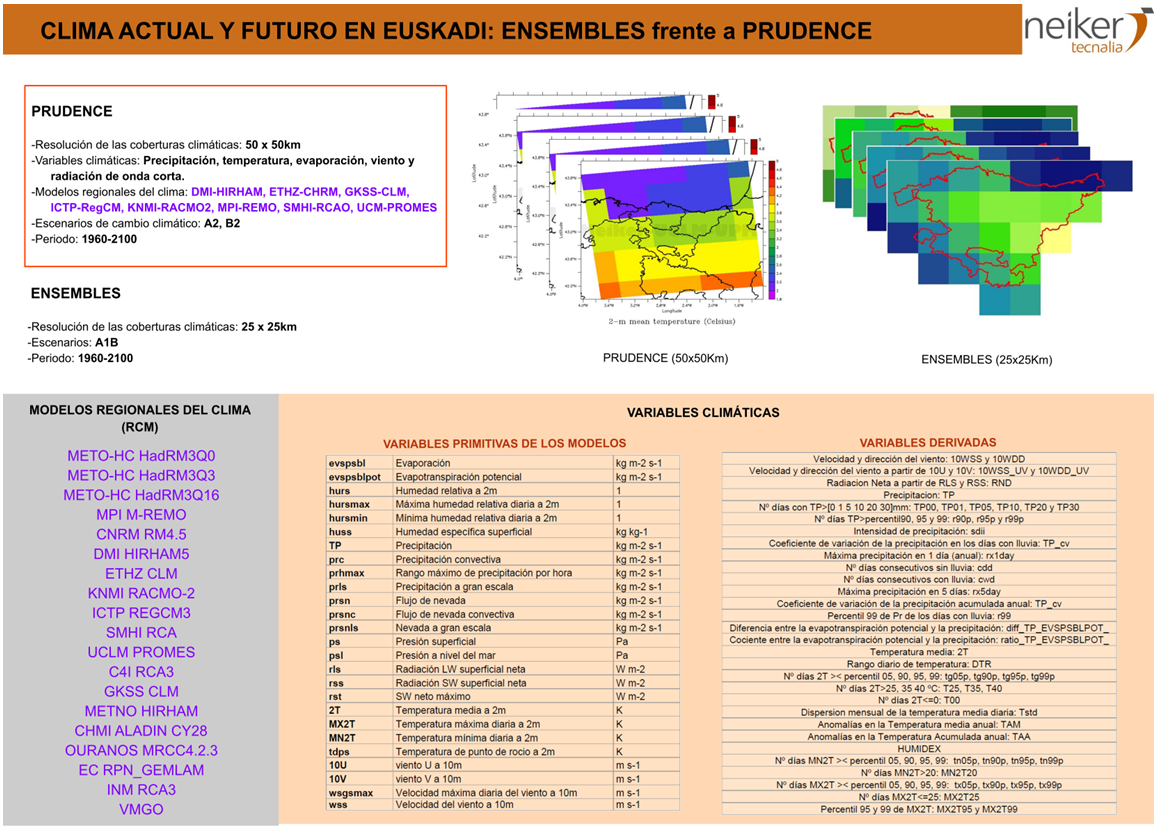 CLIMA ACTUAL Y FUTURO EN EUSKADI: ENSEMBLES frente a PRUDENCE
neiker
tecnalia
PRUDENCE
-Resolución de las coberturas climáticas: 50 x 50km
-Variables climáticas: Precipitación, temperatura, evaporación, viento y
radiación de onda corta.
-Modelos regionales del clima: DMI-HIRHAM, ETHZ-CHRM, GKSS-CLM,
ICTP-RegCM, KNMI-RACMO2, MPI-REMO, SMHI-RCAO, UCM-PROMES
-Escenarios de cambio climático: A2, B2
-Periodo: 1960-2100
ENSEMBLES
-Resolución de las coberturas climáticas: 25 x 25km
-Escenarios: A1B
-Periodo: 1960-2100
Latitude
Latitude
Latitude
Longitude
2-m mean temperature (Celsius)
PRUDENCE (50x50Km)
ENSEMBLES (25x25Km)
MODELOS REGIONALES DEL CLIMA
(RCM)
METO-HC HadRM3Q0
METO-HC HadRM3Q3
METO-HC HadRM3Q16
MPI M-REMO
CNRM RM4.5
DMI HIRHAM5
ETHZ CLM
KNMI RACMO-2
ICTP REGCM3
SMHI RCA
UCLM PROMES
C4I RCA3
GKSS CLM
METNO HIRHAM
CHMI ALADIN CY28
OURANOS MRCC4.2.3
EC RPN_GEMLAM
INM RCA3
VMGO
VARIABLES CLIMÁTICAS
VARIABLES PRIMITIVAS DE LOS MODELOS
evspsbl Evaporación kg m-2 s-1
evspsblpot Evapotranspiración potencial kg m-2 s-1
hurs Humedad relativa a 2m 1
hursmax Máxima humedad relativa diaria a 2m 1
hursmin Mínima humedad relativa diaria a 2m 1
huss Humedad específica superficial kg kg-1
TP Precipitación kg m-2 s-1
prc Precipitación convectiva kg m-2 s-1
prhmax Rango máximo de precipitación por hora kg m-2 s-1
prls Precipitación a gran escala kg m-2 s-1
prsn Flujo de nevada kg m-2 s-1
prsnc Flujo de nevada convectiva kg m-2 s-1
prsnls Nevada a gran escala kg m-2 s-1
ps Presión superficial Pa
psl Presión a nivel del mar Pa
rls Radiación LW superficial neta W m-2
rss Radiación SW superficial neta W m-2
rst SW neto máximo W m-2
2T Temperatura media a 2m K
MX2T Temperatura máxima diaria a 2m K
MN2T Temperatura mínima diaria a 2m K
tdps Temperatura de punto de rocio a 2m K
10U viento U a 10m m s-1
10V viento V a 10m m s-1
wsgsmax Velocidad máxima diaria del viento a 10m m s-1
wss Velocidad del viento a 10m m s-1
VARIABLES DERIVADAS
Velocidad y dirección del viento: 10WSS y 10WDD
Velocidad y dirección del viento a partir de 10U y 10V: 10WSS_UV y 10WDD_UV
Radiacion Neta a partir de RLS y RSS: RND
Precipitacion: TP
Nº días con TP>[0 1 5 10 20 30]mm: TP00, TP01, TP05, TP10, TP20 y TP30
Nº días TP>percentil90, 95 y 99: r90p, r95p y r99p
Intensidad de precipitación: sdii
Coeficiente de variación de la precipitación en los días con lluvia: TP_cv
Máxima precipitación en 1 día (anual): rx1day
Nº días consecutivos sin lluvia: cdd
Nº días consecutivos con lluvia: cwd
Máxima precipitación en 5 días: rx5day
Coeficiente de variación de la precipitación acumulada anual: TP_cv
Percentil 99 de Pr de los días con lluvia: r99
Diferencia entre la evapotranspiración potencial y la precipitación: diff_TP_EVSPSBLPOT_
Cociente entre la evapotranspiración potencial y la precipitación: ratio_TP_EVSPSBLPOT_
Temperatura media: 2T
Rango diario de temperatura: DTR
Nº días 2T >< percentil 05, 90, 95, 99: tg05p, tg90p, tg95p, tg99p
Nº días 2T>25, 35 40 ºC: T25, T35, T40
Nº días 2T<=0: T00
Dispersion mensual de la temperatura media diaria: Tstd
Anomalías en la Temperatura media anual: TAM
Anomalías en la Temperatura Acumulada anual: TAA
HUMIDEX
Nº días MN2T >< percentil 05, 90, 95, 99: tn05p, tn90p, tn95p, tn99p
Nº días MN2T>20: MN2T20
Nº días MX2T >< percentil 05, 90, 95, 99: tx05p, tx90p, tx95p, tx99p
Nº días MX2T<=25: MX2T25
Percentil 95 y 99 de MX2T: MX2T95 y MX2T99